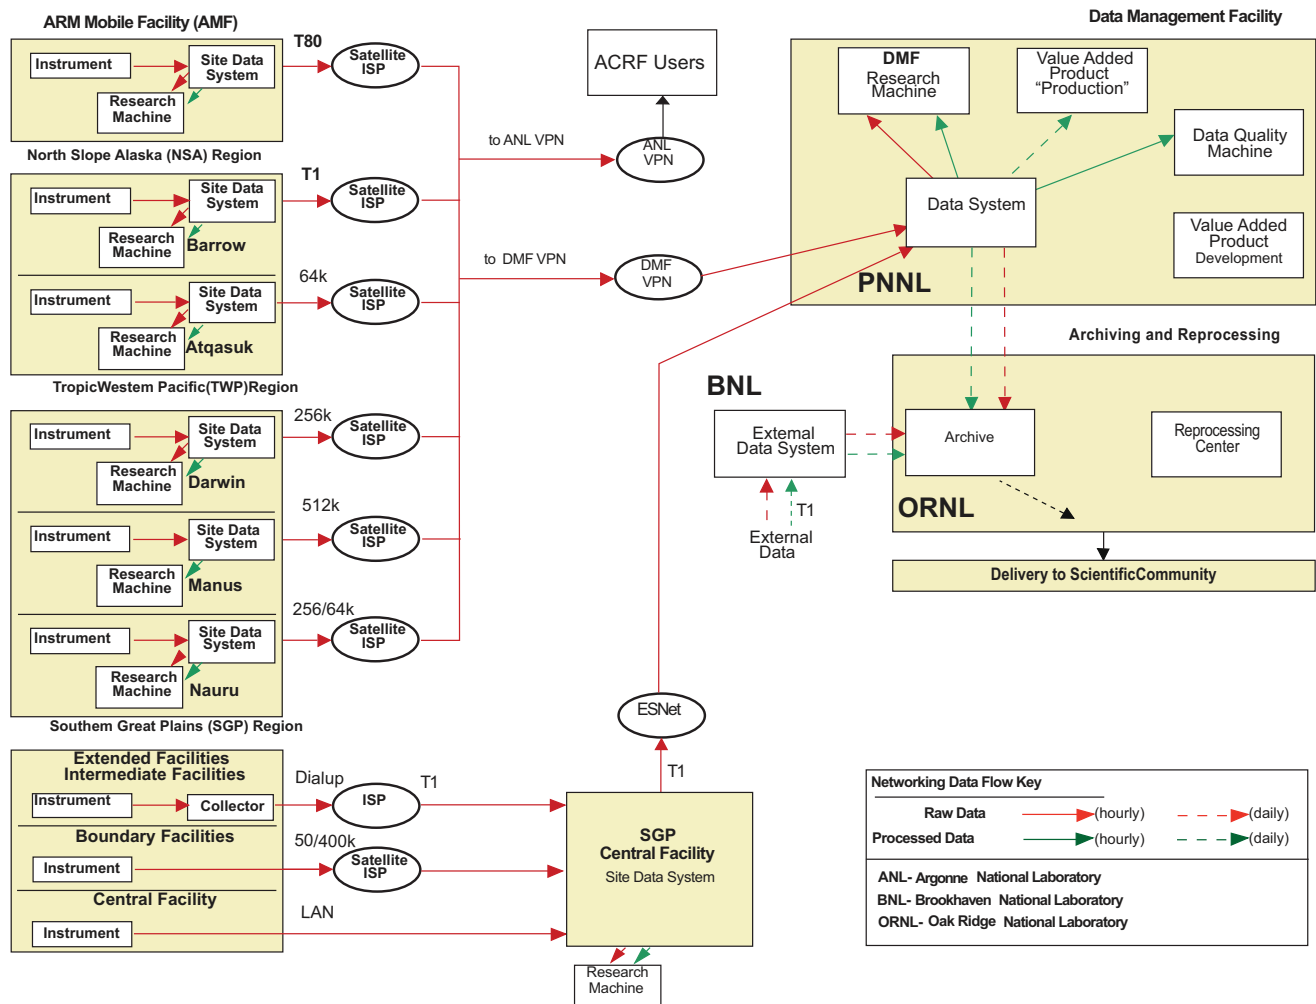 ARM Mobile Facility (AMF)
Instrument
Site Data
System
Research
Machine
T80
Satellite
ISP
North Slope Alaska (NSA) Region
Instrument
Site Data
System
Research
Machine
Barrow
T1
Satellite
ISP
Instrument
Site Data
System
Research
Machine
Atqasuk
64k
Satellite
ISP
TropicWestem Pacific(TWP)Region
Instrument
Site Data
System
Research
Machine
Darwin
256k
Satellite
ISP
Instrument
Site Data
System
Research
Machine
Manus
512k
Satellite
ISP
Instrument
Site Data
System
Research
Machine
Nauru
256/64k
Satellite
ISP
Southem Great Plains (SGP) Region
Extended Facilities
Intermediate Facilities
Instrument
Collector
Dialup
ISP
T1
Boundary Facilities
Instrument
50/400k
Satellite
ISP
Central Facility
Instrument
LAN
SGP
Central Facility
Site Data System
Research
Machine
T1
ESNet
ACRF Users
to ANL VPN
ANL
VPN
to DMF VPN
DMF
VPN
Data Management Facility
DMF
Research
Machine
Value Added
Product
“Production”
Data Quality
Machine
Data System
Value Added
Product
Development
PNNL
Archiving and Reprocessing
BNL
External
Data System
T1
External
Data
Archive
Reprocessing
Center
ORNL
Delivery to ScientificCommunity
Networking Data Flow Key
Raw Data (hourly) (daily)
Processed Data (hourly) (daily)
ANL- Argonne National Laboratory
BNL- Brookhaven National Laboratory
ORNL- Oak Ridge National Laboratory